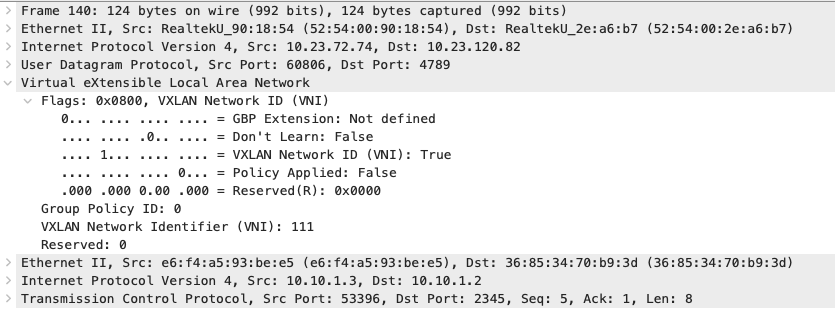 Frame 140: 124 bytes on wire (992 bits), 124 bytes captured (992 bits)
Ethernet II, Src: RealtekU_90:18:54 (52:54:00:90:18:54), Dst: RealtekU_2e:a6:b7 (52:54:00:2e:a6:b7)
Internet Protocol Version 4, Src: 10.23.72.74, Dst: 10.23.120.82
User Datagram Protocol, Src Port: 60806, Dst Port: 4789
Virtual eXtensible Local Area Network
Flags: 0x0800, VXLAN Network ID (VNI)
0... .... .... .... = GBP Extension: Not defined
.... .... .0.. .... = Don't Learn: False
.... 1... .... .... = VXLAN Network ID (VNI): True
.... .... .... 0... = Policy Applied: False
.000 .000 0.00 .000 = Reserved(R): 0x0000
Group Policy ID: 0
VXLAN Network Identifier (VNI): 111
Reserved: 0
Ethernet II, Src: e6:f4:a5:93:be:e5 (e6:f4:a5:93:be:e5), Dst: 36:85:34:70:b9:3d (36:85:34:70:b9:3d)
Internet Protocol Version 4, Src: 10.10.1.3, Dst: 10.10.1.2
Transmission Control Protocol, Src Port: 53396, Dst Port: 2345, Seq: 5, Ack: 1, Len: 8